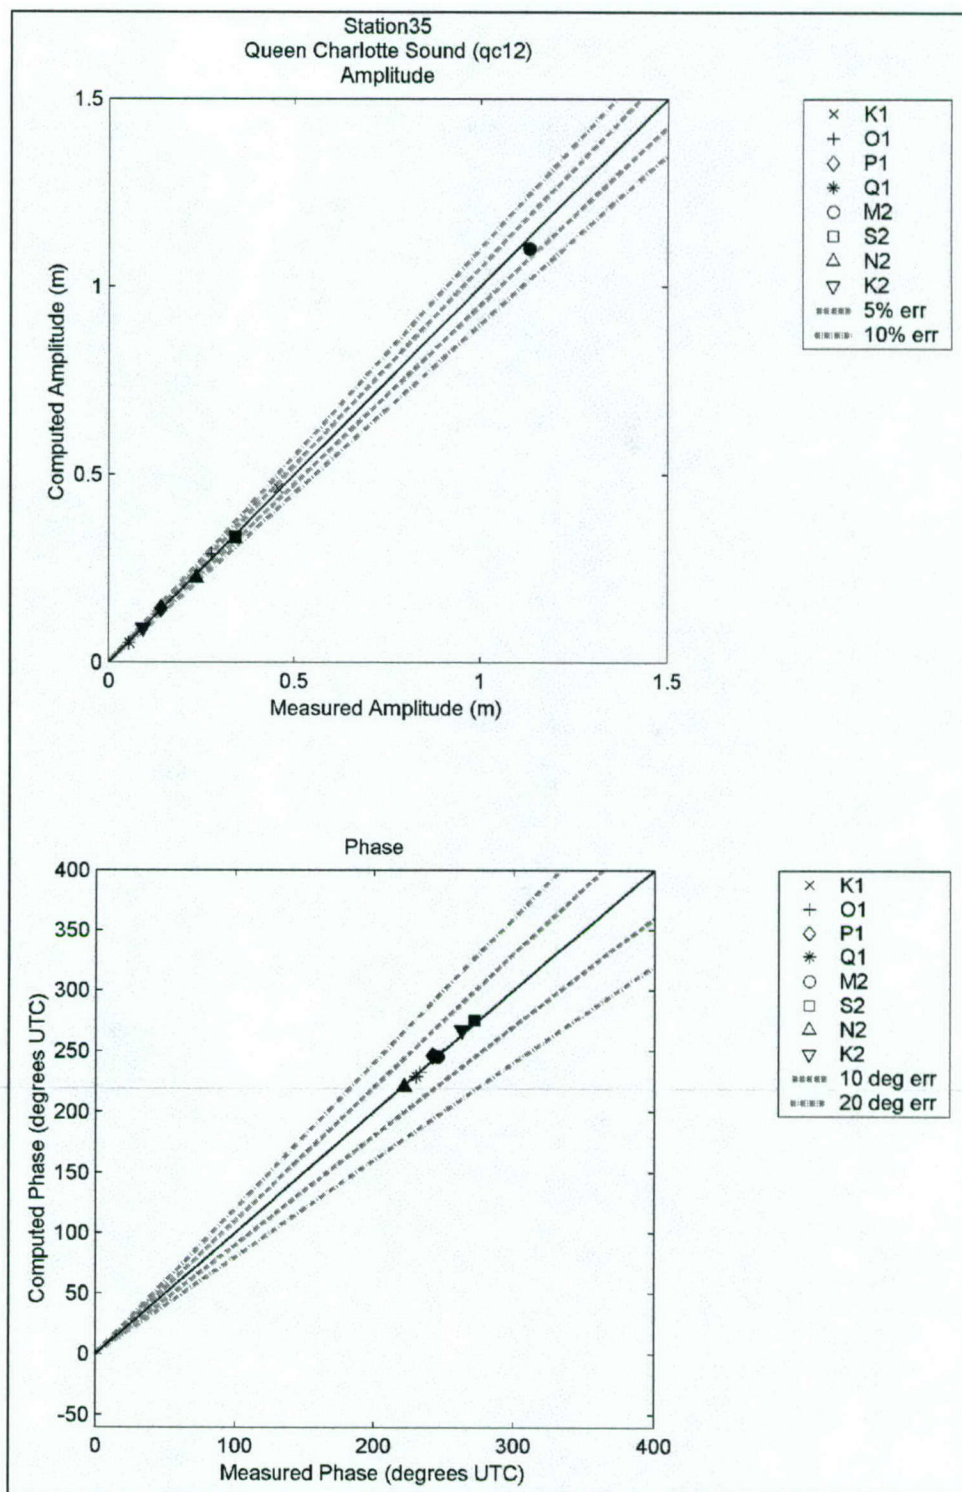 Station35
Queen Charlotte Sound (qc12)
Amplitude
1.5
1
0.5
0
Computed Amplitude (m)
0
0.5
1
1.5
Measured Amplitude (m)
K1
O1
P1
Q1
M2
S2
N2
K2
5% err
10% err
Phase
400
350
300
250
200
150
100
50
0
-50
Computed Phase (degrees UTC)
0
100
200
300
400
Measured Phase (degrees UTC)
K1
O1
P1
Q1
M2
S2
N2
K2
10 deg err
20 deg err